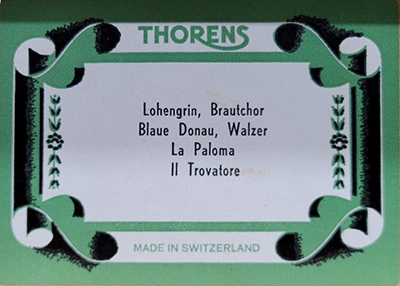 THORENS
Lohengrin, Brautchor
Blaue Donau, Walzer
La Paloma
Il Trovatore
MADE IN SWITZERLAND